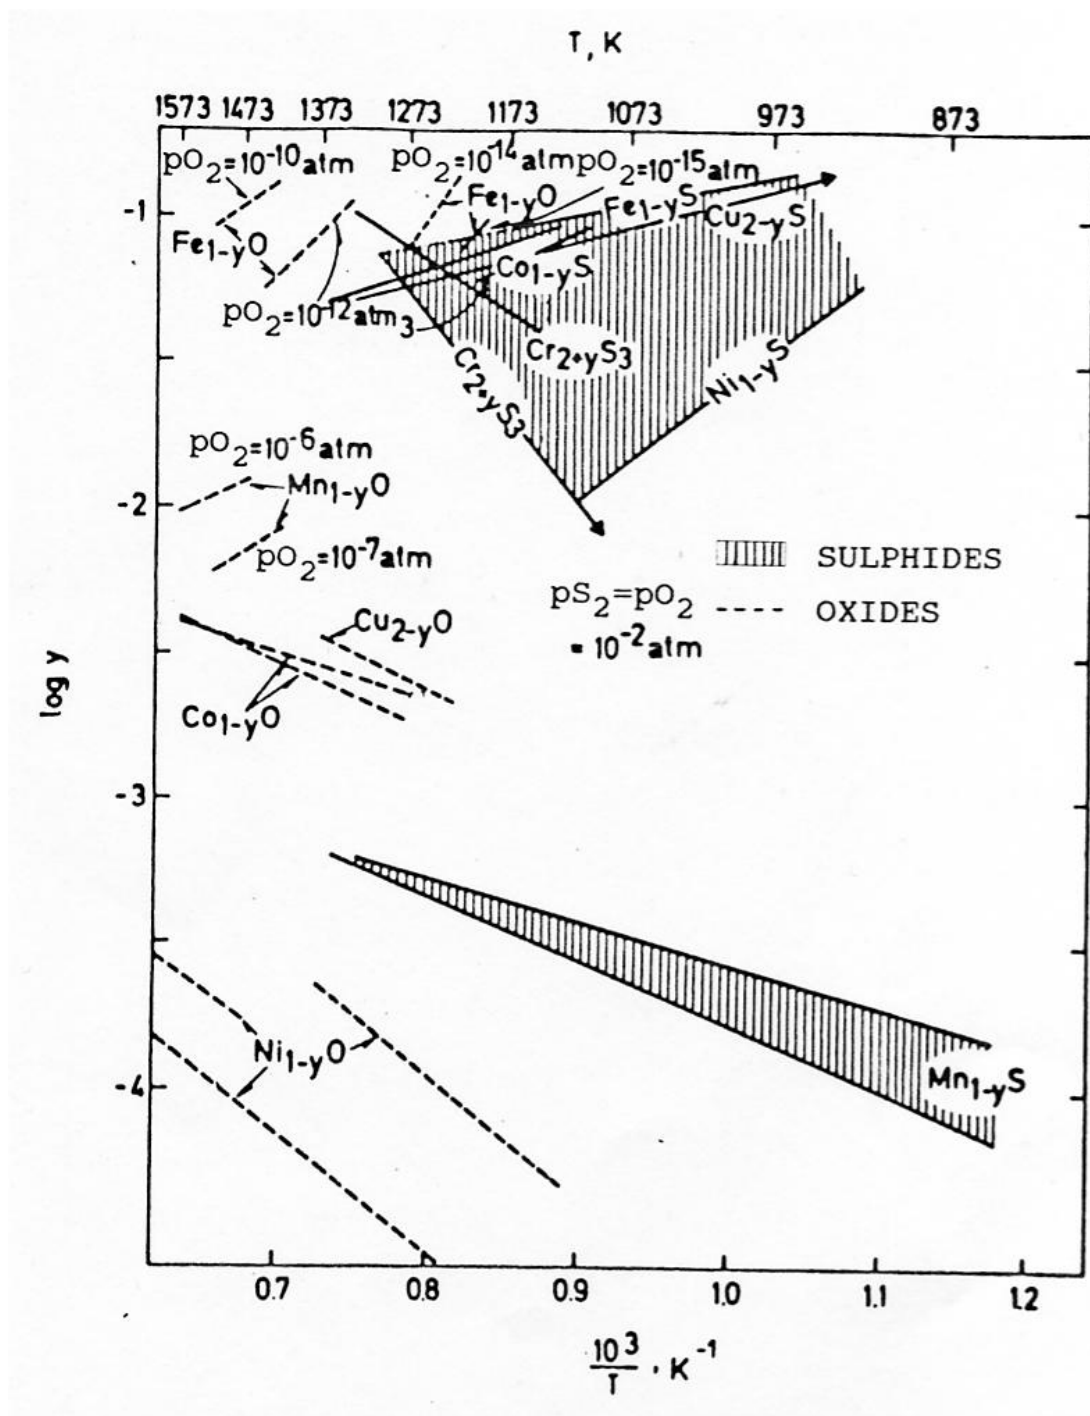 T, K
1573 1473 1373 1273 1173 1073 973 873
pO2=10-10atm
pO2=10-14atm
pO2=10-15atm
Fe1-yO
Fe1-yS
-1
Fe1-yO
Cu2-yS
Co1-yS
pO2=10-12atm
3
Cr2+yS3
Cr2+yS3
Ni1-yS
pO2=10-6atm
Mn1-yO
-2
pO2=10-7atm
SULPHIDES
pS2=pO2
= 10-2atm
OXIDES
Cu2-yO
log y
Co1-yO
-3
Ni1-yO
-4
Mn1-yS
0.7 0.8 0.9 1.0 1.1 1.2
10 3
T
· K-1